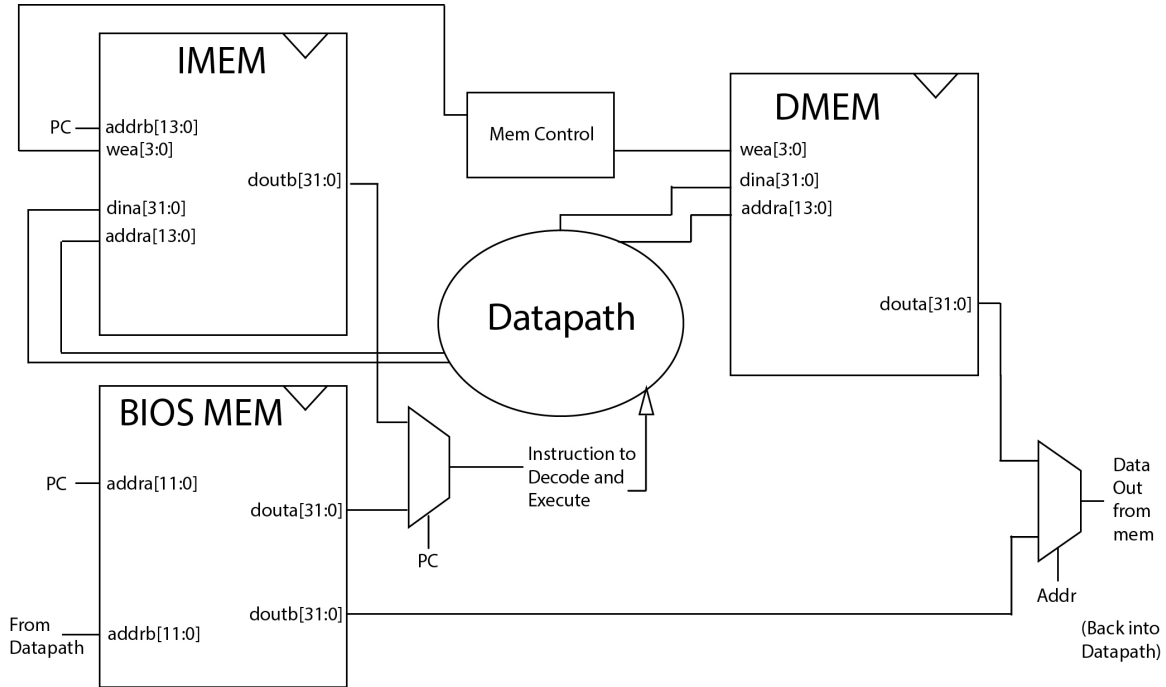 IMEM
PC
addrb[13:0]
wea[3:0]
doutb[31:0]
dina[31:0]
addra[13:0]
Mem Control
DMEM
wea[3:0]
dina[31:0]
addra[13:0]
douta[31:0]
Datapath
BIOS MEM
PC
addra[11:0]
douta[31:0]
doutb[31:0]
From
Datapath
addrb[11:0]
PC
Instruction to
Decode and
Execute
Data
Out
from
mem
Addr
(Back into
Datapath)